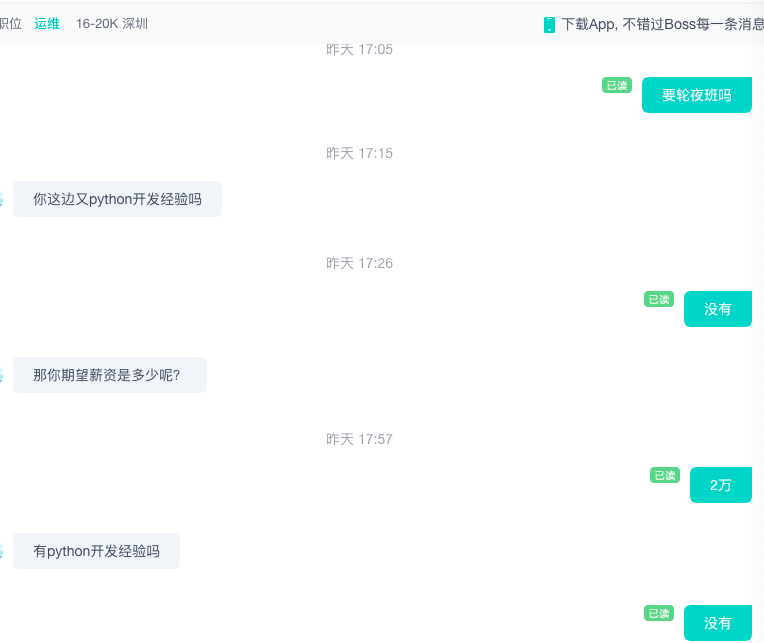 职位 运维 16-20K 深圳 下载App, 不错过Boss每一条消息
昨天 17:05
已读 要轮夜班吗
昨天 17:15
你这边又python开发经验吗
昨天 17:26
已读 没有
那你期望薪资是多少呢?
昨天 17:57
已读 2万
有python开发经验吗
已读 没有